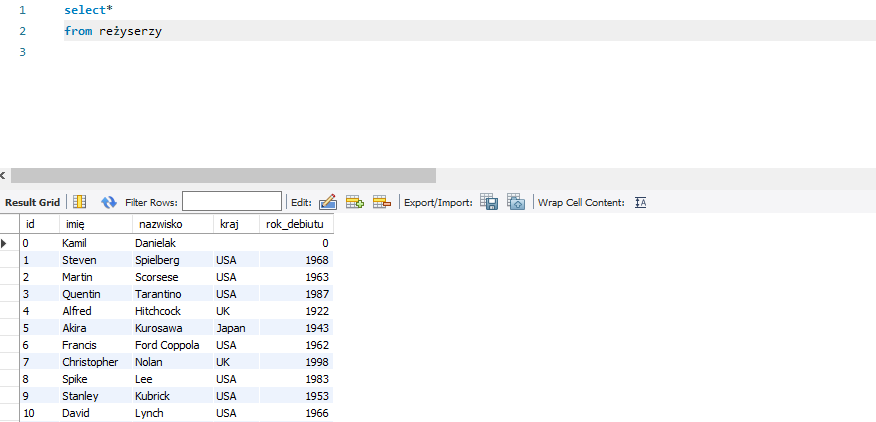 1 select*
2 from reżyserzy
3
Result Grid Filter Rows: Edit: Export/Import: Wrap Cell Content:
id imię nazwisko kraj rok_debiutu
0 Kamil Danielak 0
1 Steven Spielberg USA 1968
2 Martin Scorsese USA 1963
3 Quentin Tarantino USA 1987
4 Alfred Hitchcock UK 1922
5 Akira Kurosawa Japan 1943
6 Francis Ford Coppola USA 1962
7 Christopher Nolan UK 1998
8 Spike Lee USA 1983
9 Stanley Kubrick USA 1953
10 David Lynch USA 1966